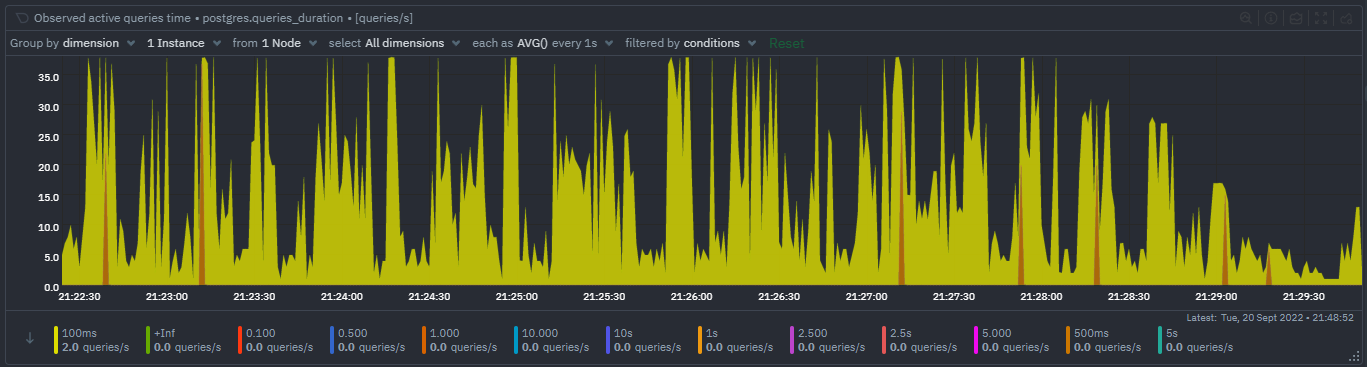 Observed active queries time • postgres.queries_duration • [queries/s]
Group by dimension 1 Instance from 1 Node select All dimensions each as AVG() every 1s filtered by conditions Reset
35.0
30.0
25.0
20.0
15.0
10.0
5.0
0.0
21:22:30 21:23:00 21:23:30 21:24:00 21:24:30 21:25:00 21:25:30 21:26:00 21:26:30 21:27:00 21:27:30 21:28:00 21:28:30 21:29:00 21:29:30
Latest: Tue, 20 Sept 2022 • 21:48:52
100ms +Inf 0.100 0.500 1.000 10.000 10s 1s 2.500 2.5s 5.000 500ms 5s
2.0 queries/s 0.0 queries/s 0.0 queries/s 0.0 queries/s 0.0 queries/s 0.0 queries/s 0.0 queries/s 0.0 queries/s 0.0 queries/s 0.0 queries/s 0.0 queries/s 0.0 queries/s 0.0 queries/s